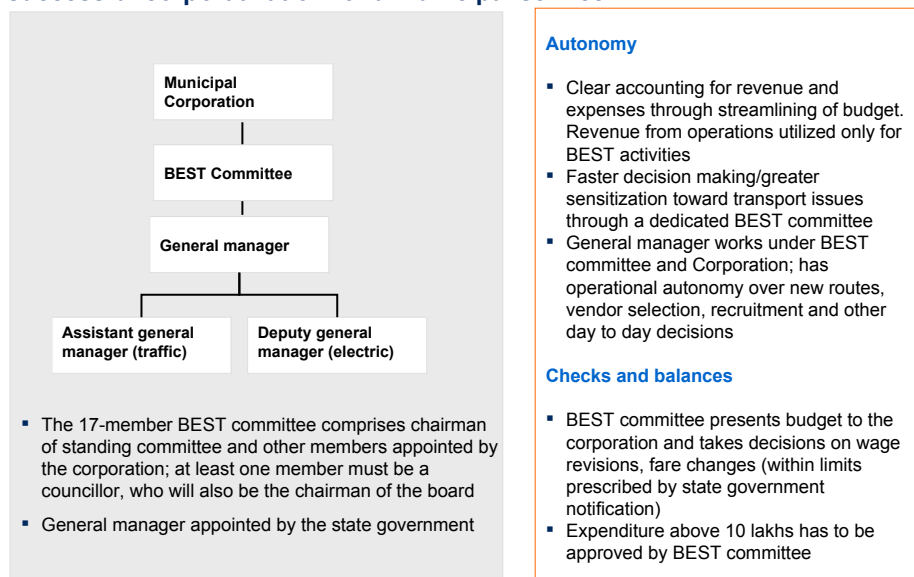 Municipal
Corporation
BEST Committee
General manager
Assistant general
manager (traffic)
Deputy general
manager (electric)
▪ The 17-member BEST committee comprises chairman
of standing committee and other members appointed by
the corporation; at least one member must be a
councillor, who will also be the chairman of the board
▪ General manager appointed by the state government
Autonomy
▪ Clear accounting for revenue and
expenses through streamlining of budget.
Revenue from operations utilized only for
BEST activities
▪ Faster decision making/greater
sensitization toward transport issues
through a dedicated BEST committee
▪ General manager works under BEST
committee and Corporation; has
operational autonomy over new routes,
vendor selection, recruitment and other
day to day decisions
Checks and balances
▪ BEST committee presents budget to the
corporation and takes decisions on wage
revisions, fare changes (within limits
prescribed by state government
notification)
▪ Expenditure above 10 lakhs has to be
approved by BEST committee